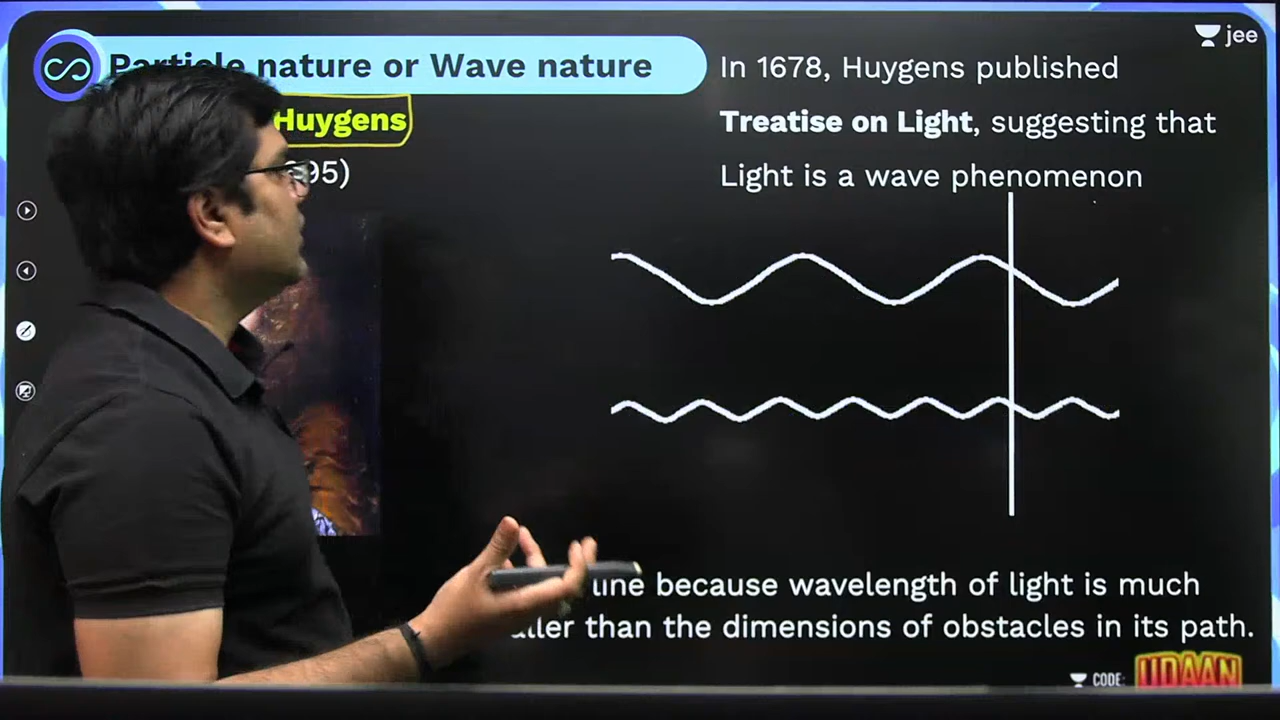 Particle nature or Wave nature
jee
In 1678, Huygens published
Huygens
Treatise on Light, suggesting that
95)
Light is a wave phenomenon
line because wavelength of light is much
than the dimensions of obstacles in its path.
CODE: UDAAN